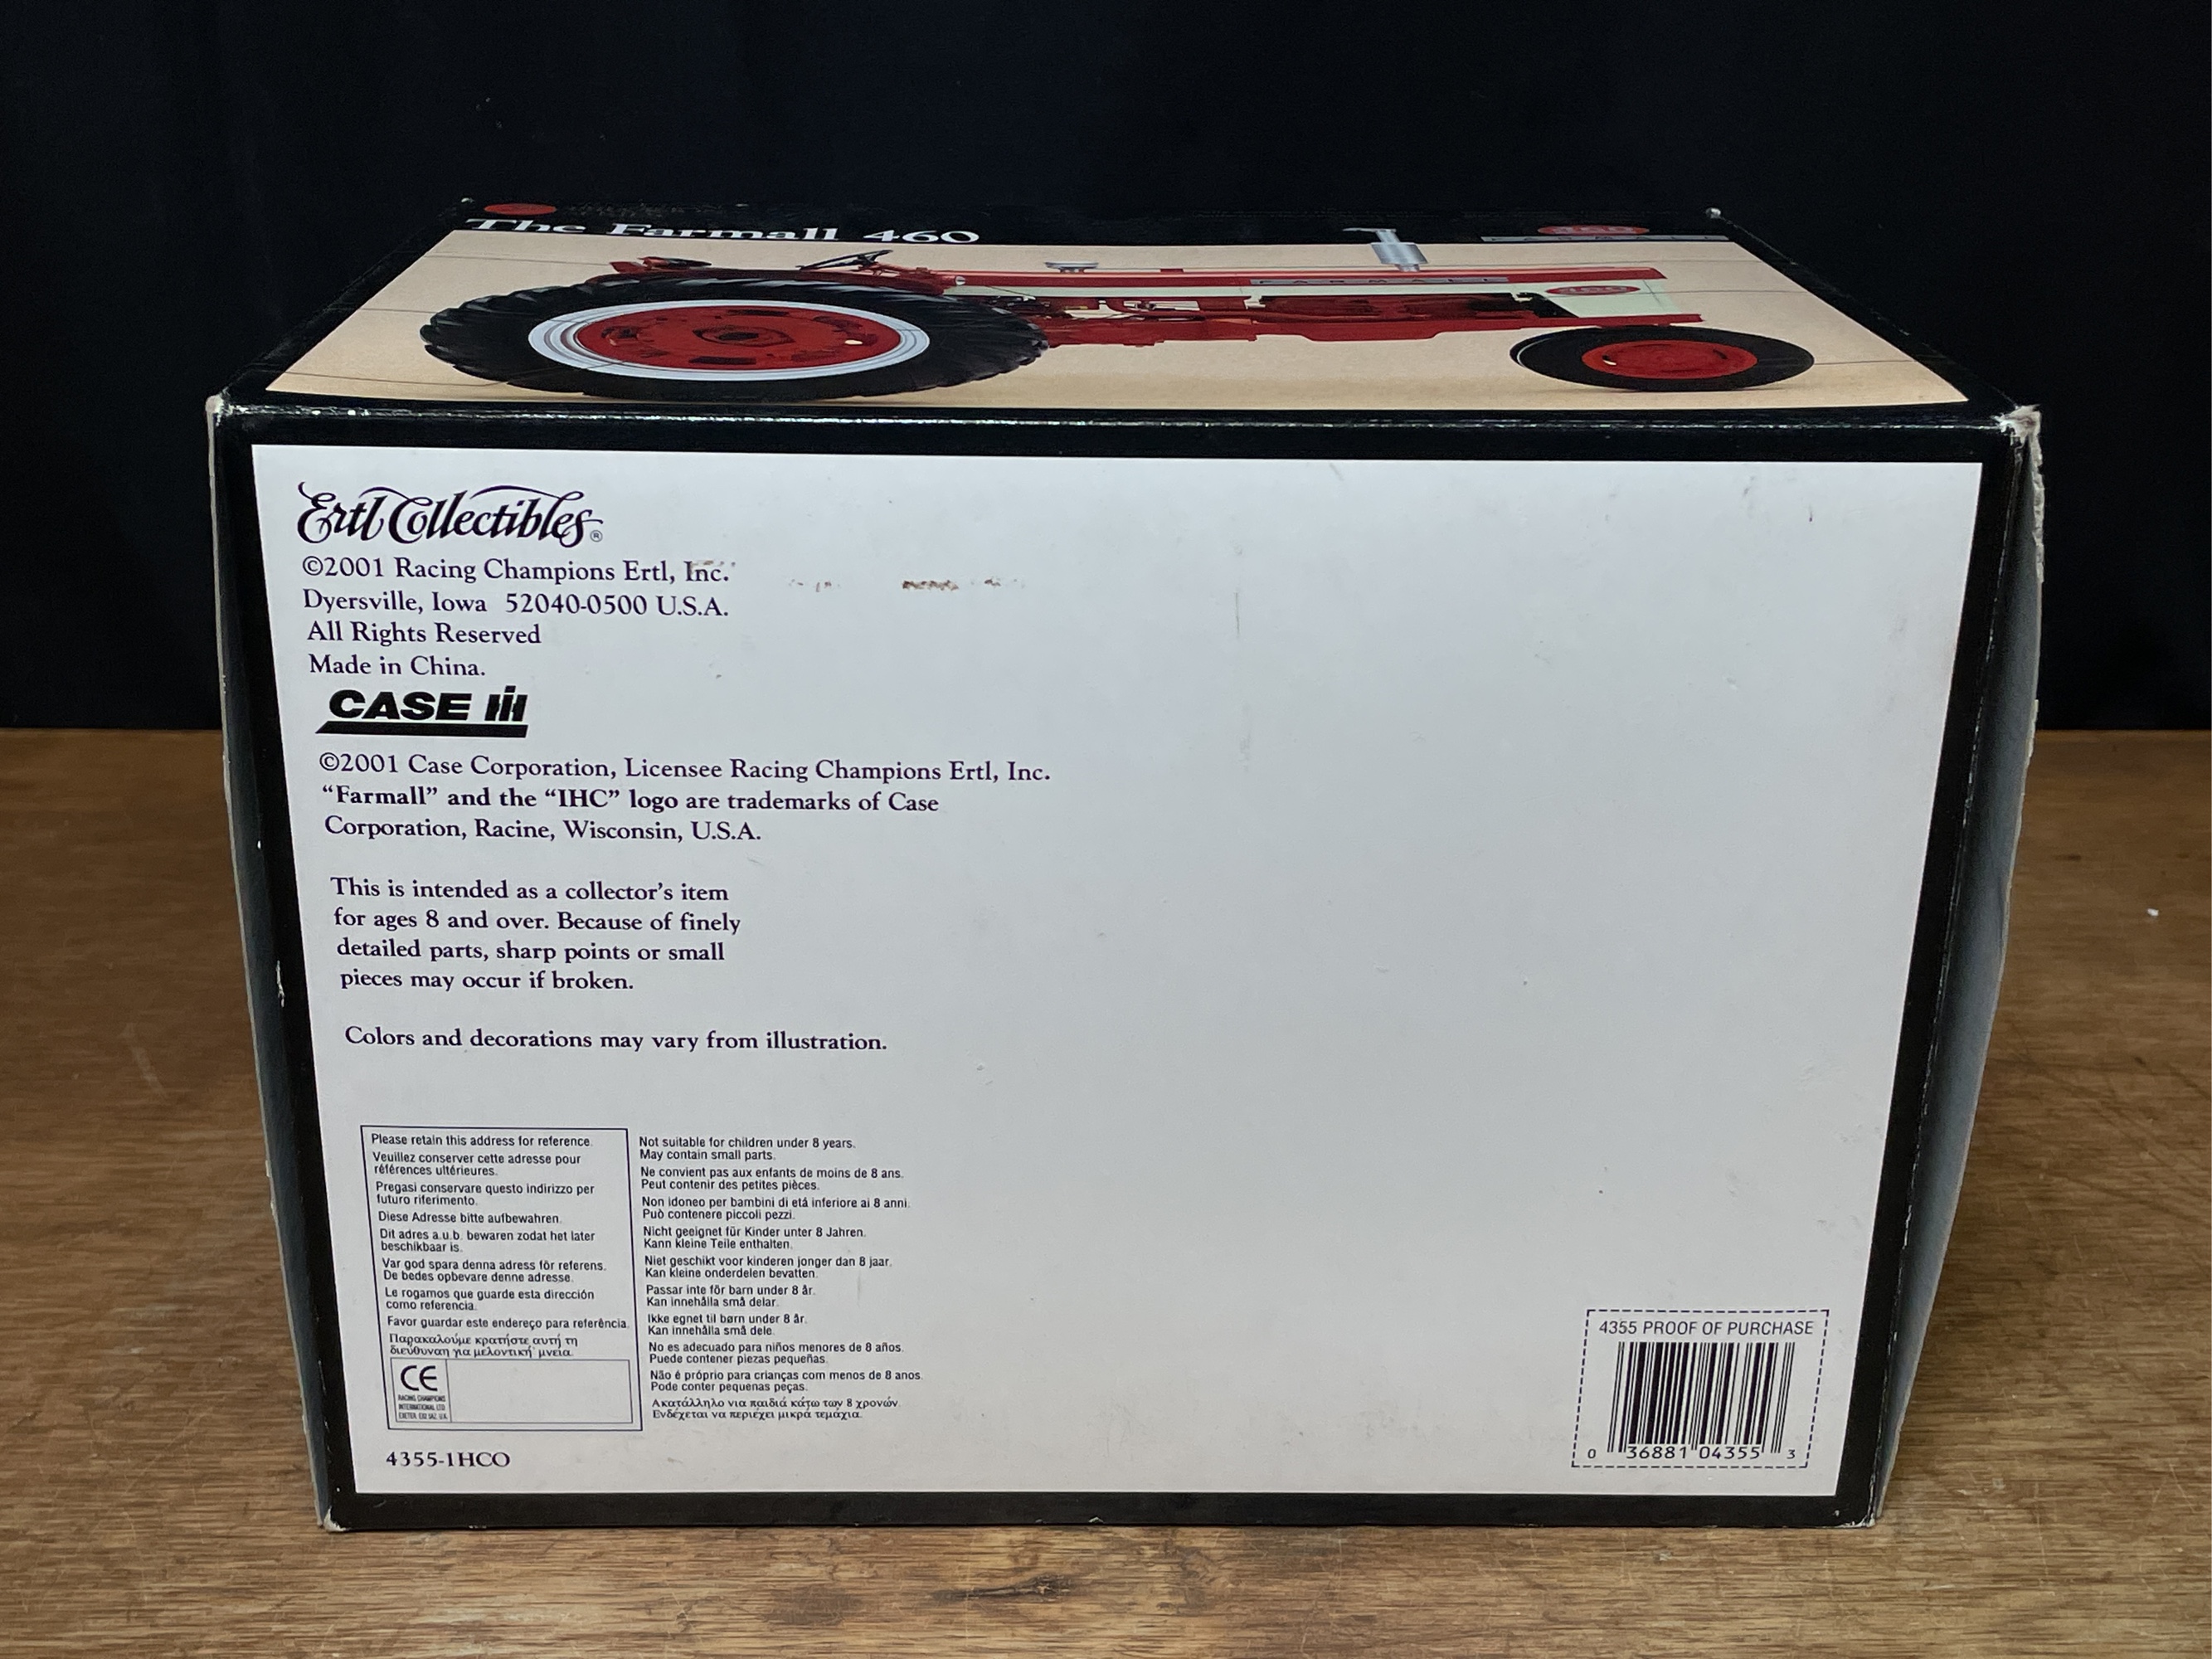 The Farmall 460
FARMALL
460
460
FARMALL
Ertl Collectibles®
©2001 Racing Champions Ertl, Inc.
Dyersville, Iowa 52040-0500 U.S.A.
All Rights Reserved
Made in China.
CASE IH
©2001 Case Corporation, Licensee Racing Champions Ertl, Inc.
“Farmall” and the “IHC” logo are trademarks of Case
Corporation, Racine, Wisconsin, U.S.A.
This is intended as a collector’s item
for ages 8 and over. Because of finely
detailed parts, sharp points or small
pieces may occur if broken.
Colors and decorations may vary from illustration.
Please retain this address for reference.
Veuillez conserver cette adresse pour
références ultérieures.
Pregasi conservare questo indirizzo per
futuro riferimento.
Diese Adresse bitte aufbewahren.
Dit adres a.u.b. bewaren zodat het later
beschikbaar is.
Var god spara denna adress för referens.
De bedes opbevare denne adresse.
Le rogamos que guarde esta dirección
como referencia.
Favor guardar este endereço para referência.
Παρακαλούμε κρατήστε αυτή τη
διεύθυναη για μελοντική μνεία.
CE
RACING CHAMPIONS
INTERNATIONAL LTD
Not suitable for children under 8 years.
May contain small parts.
Ne convient pas aux enfants de moins de 8 ans.
Peut contenir des petites pièces.
Non idoneo per bambini di etá inferiore ai 8 anni.
Può contenere piccoli pezzi.
Nicht geeignet für Kinder unter 8 Jahren.
Kann kleine Teile enthalten.
Niet geschikt voor kinderen jonger dan 8 jaar.
Kan kleine onderdelen bevatten.
Passar inte för barn under 8 år.
Kan innehålla små delar.
Ikke egnet til børn under 8 år.
Kan innehålla små dele.
No es adecuado para niños menores de 8 años.
Puede contener piezas pequeñas.
Não é próprio para crianças com menos de 8 anos.
Pode conter pequenas peças.
Ακατάλληλο για παιδιά κάτω των 8 χρονών.
Ενδέχεται να περιέχει μικρά τεμάχια.
4355-1HCO
4355 PROOF OF PURCHASE
0 36881 04355 3